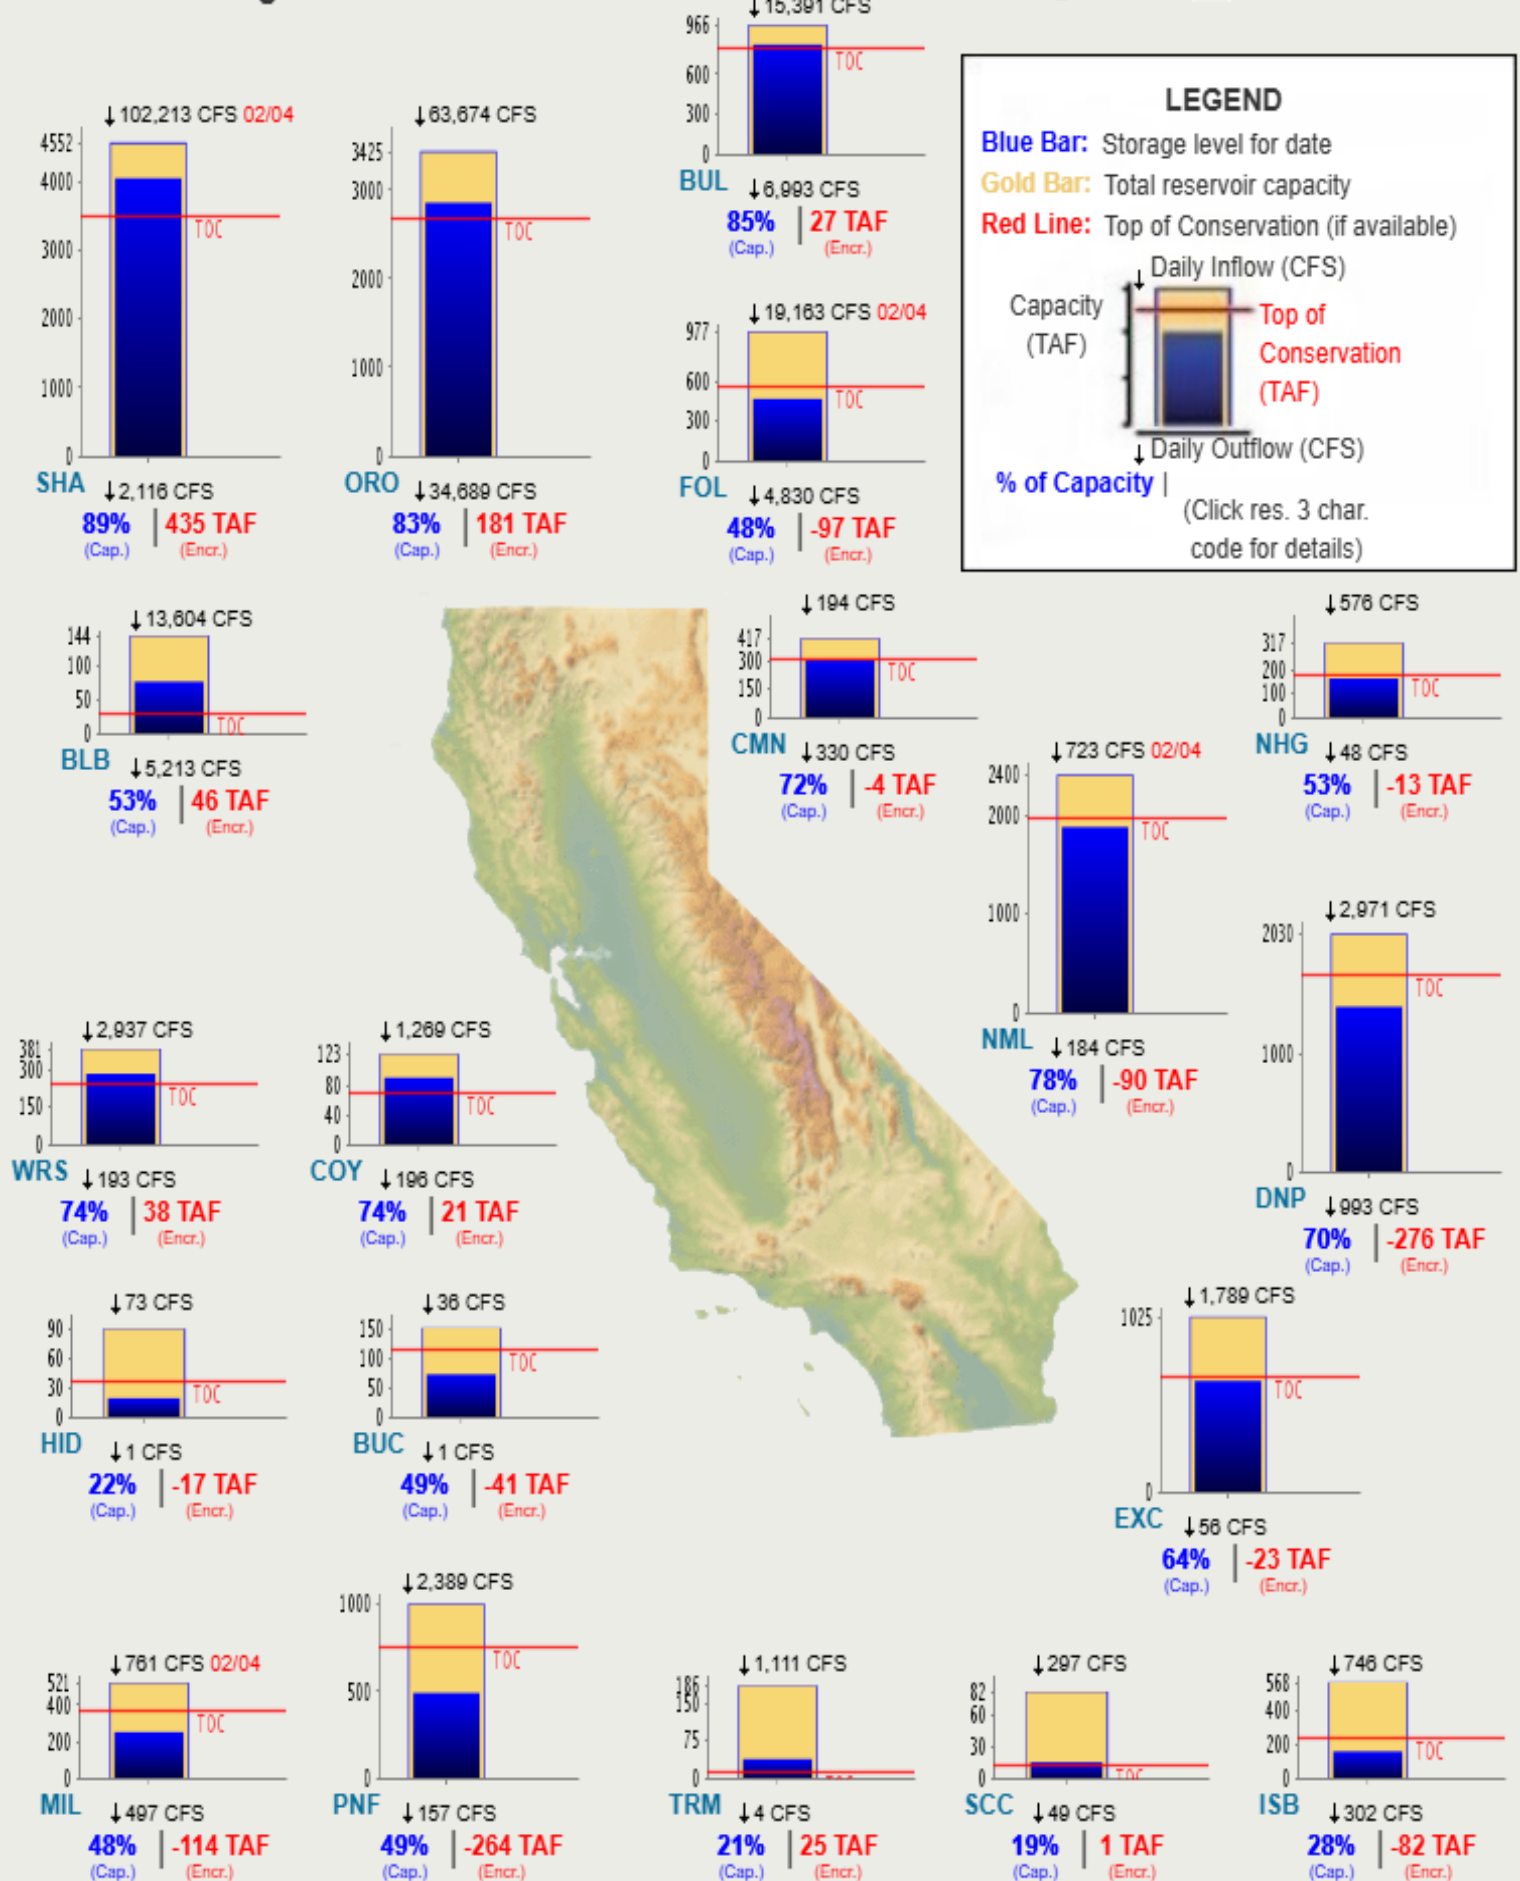 ↓15,391 CFS
966
600
300
0
TOC
BUL ↓6,993 CFS
85% | 27 TAF
(Cap.) (Encr.)
↓102,213 CFS 02/04
4552
4000
3000
2000
1000
0
TOC
SHA ↓2,116 CFS
89% | 435 TAF
(Cap.) (Encr.)
↓63,674 CFS
3425
3000
2000
1000
0
TOC
ORO ↓34,689 CFS
83% | 181 TAF
(Cap.) (Encr.)
↓19,163 CFS 02/04
977
600
300
0
TOC
FOL ↓4,830 CFS
48% | -97 TAF
(Cap.) (Encr.)
LEGEND
Blue Bar: Storage level for date
Gold Bar: Total reservoir capacity
Red Line: Top of Conservation (if available)
↓ Daily Inflow (CFS)
Capacity
(TAF)
Top of
Conservation
(TAF)
↓ Daily Outflow (CFS)
% of Capacity |
(Click res. 3 char.
code for details)
↓13,604 CFS
144
100
50
0
TOC
BLB ↓5,213 CFS
53% | 46 TAF
(Cap.) (Encr.)
↓194 CFS
417
300
150
0
TOC
CMN ↓330 CFS
72% | -4 TAF
(Cap.) (Encr.)
↓576 CFS
317
200
100
0
TOC
NHG ↓48 CFS
53% | -13 TAF
(Cap.) (Encr.)
↓723 CFS 02/04
2400
2000
1000
0
TOC
NML ↓184 CFS
78% | -90 TAF
(Cap.) (Encr.)
↓2,971 CFS
2030
1000
0
TOC
DNP ↓993 CFS
70% | -276 TAF
(Cap.) (Encr.)
↓2,937 CFS
381
300
150
0
TOC
WRS ↓193 CFS
74% | 38 TAF
(Cap.) (Encr.)
↓1,269 CFS
123
80
40
0
TOC
COY ↓196 CFS
74% | 21 TAF
(Cap.) (Encr.)
↓73 CFS
90
60
30
0
TOC
HID ↓1 CFS
22% | -17 TAF
(Cap.) (Encr.)
↓36 CFS
150
100
50
0
TOC
BUC ↓1 CFS
49% | -41 TAF
(Cap.) (Encr.)
↓1,789 CFS
1025
0
TOC
EXC ↓56 CFS
64% | -23 TAF
(Cap.) (Encr.)
↓761 CFS 02/04
521
400
200
0
TOC
MIL ↓497 CFS
48% | -114 TAF
(Cap.) (Encr.)
↓2,389 CFS
1000
500
0
TOC
PNF ↓157 CFS
49% | -264 TAF
(Cap.) (Encr.)
↓1,111 CFS
186
150
75
0
TRM ↓4 CFS
21% | 25 TAF
(Cap.) (Encr.)
↓297 CFS
82
60
30
0
TOC
SCC ↓49 CFS
19% | 1 TAF
(Cap.) (Encr.)
↓746 CFS
568
400
200
0
TOC
ISB ↓302 CFS
28% | -82 TAF
(Cap.) (Encr.)